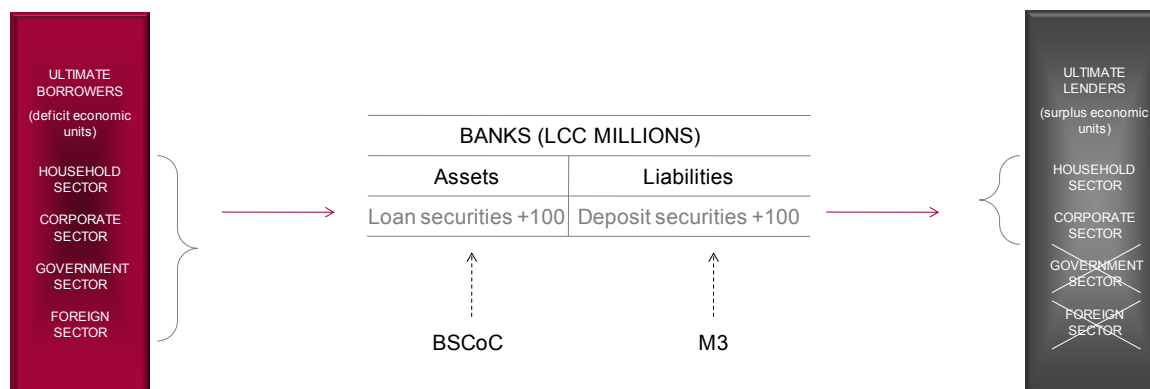 ULTIMATE
BORROWERS
(deficit economic
units)
HOUSEHOLD
SECTOR
CORPORATE
SECTOR
GOVERNMENT
SECTOR
FOREIGN
SECTOR
BANKS (LCC MILLIONS)
Assets
Liabilities
Loan securities +100
Deposit securities +100
BSCoC
M3
ULTIMATE
LENDERS
(surplus economic
units)
HOUSEHOLD
SECTOR
CORPORATE
SECTOR
GOVERNMENT
SECTOR
FOREIGN
SECTOR